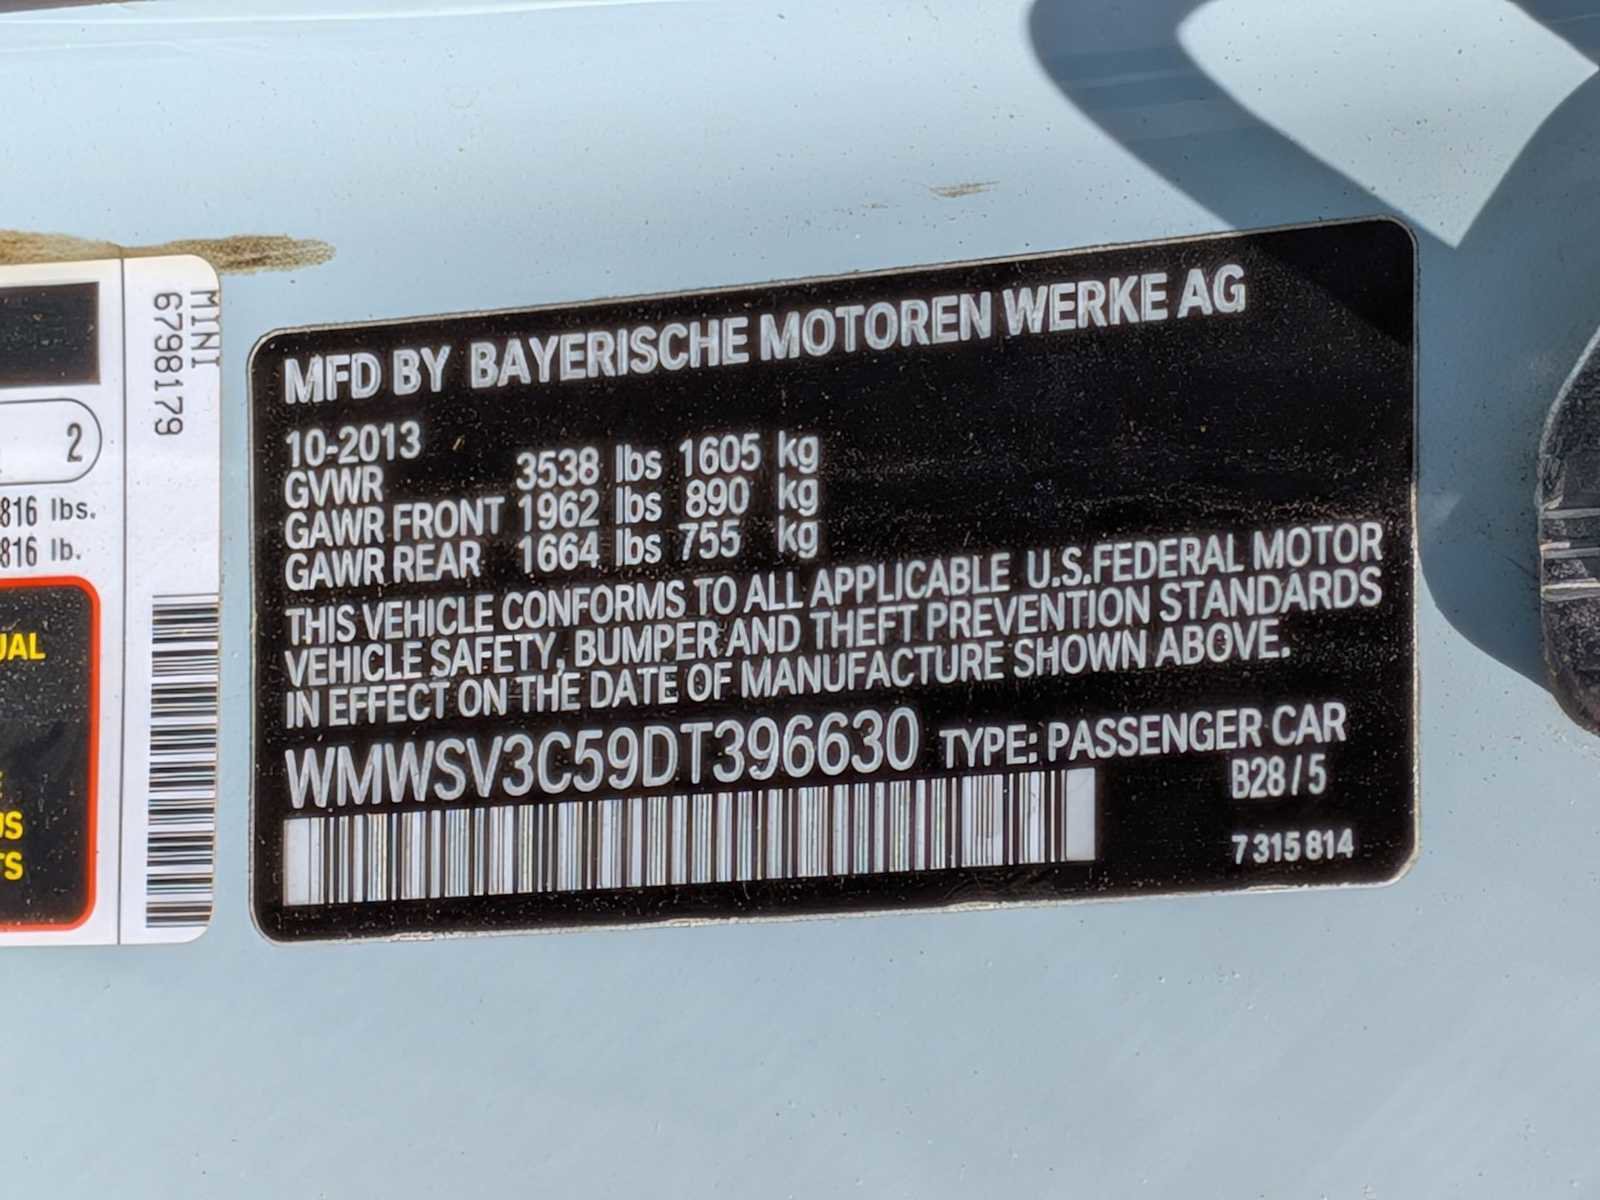 MINI
6798179
2
816 lbs.
816 lb.
UAL
US
TS
MFD BY BAYERISCHE MOTOREN WERKE AG
10-2013
GVWR 3538 lbs 1605 kg
GAWR FRONT 1962 lbs 890 kg
GAWR REAR 1664 lbs 755 kg
THIS VEHICLE CONFORMS TO ALL APPLICABLE U.S.FEDERAL MOTOR
VEHICLE SAFETY, BUMPER AND THEFT PREVENTION STANDARDS
IN EFFECT ON THE DATE OF MANUFACTURE SHOWN ABOVE.
WMWSV3C59DT396630 TYPE: PASSENGER CAR
B28 / 5
7 315 814